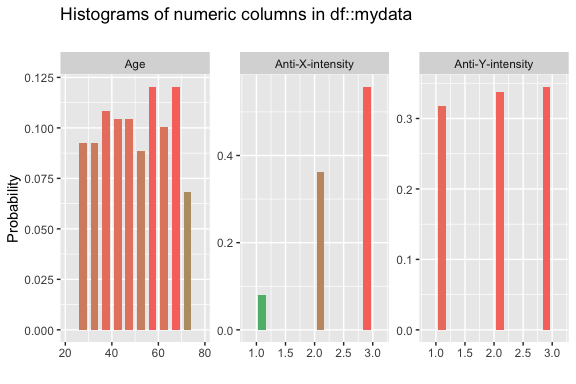 Histograms of numeric columns in df::mydata
Age
Anti-X-intensity
Anti-Y-intensity
Probability
0.125
0.100
0.075
0.050
0.025
0.000
20 40 60 80
0.4
0.2
0.0
1.0 1.5 2.0 2.5 3.0
0.3
0.2
0.1
0.0
1.0 1.5 2.0 2.5 3.0